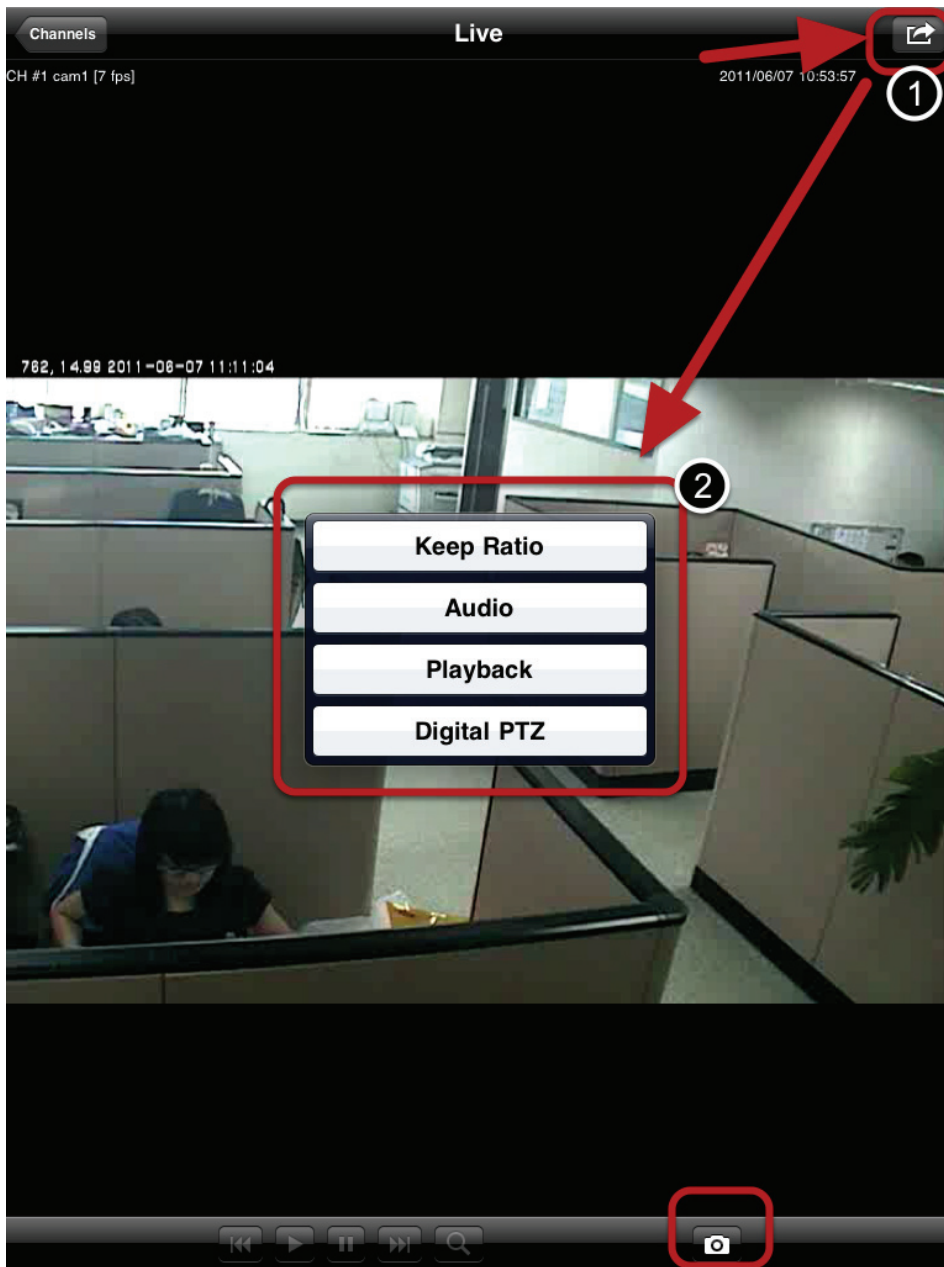 Channels
Live
CH #1 cam1 [7 fps]
2011/06/07 10:53:57
1
762, 14.99 2011-06-07 11:11:04
2
Keep Ratio
Audio
Playback
Digital PTZ